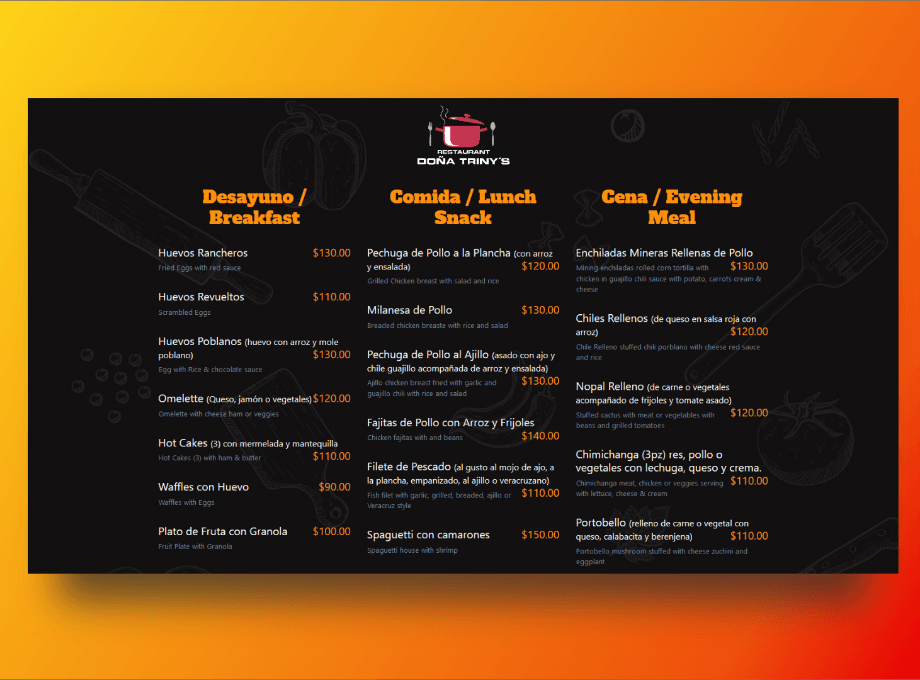 RESTAURANT
DOÑA TRINY'S
Desayuno /
Breakfast
Huevos Rancheros $130.00
Fried Eggs with red sauce
Huevos Revueltos $110.00
Scrambled Eggs
Huevos Poblanos (huevo con arroz y mole
poblano) $130.00
Egg with Rice & chocolate sauce
Omelette (Queso, jamón o vegetales) $120.00
Omelette with cheese ham or veggies
Hot Cakes (3) con mermelada y mantequilla
$110.00
Hot Cakes (3) with ham & butter
Waffles con Huevo $90.00
Waffles with Eggs
Plato de Fruta con Granola $100.00
Fruit Plate with Granola
Comida / Lunch
Snack
Pechuga de Pollo a la Plancha (con arroz
y ensalada) $120.00
Grilled Chicken breast with salad and rice
Milanesa de Pollo $130.00
Breaded chicken breaste with rice and salad
Pechuga de Pollo al Ajillo (asado con ajo y
chile guajillo acompañada de arroz y ensalada)
$130.00
Ajillo chicken breast fried with garlic and
guajillo chili with rice and salad
Fajitas de Pollo con Arroz y Frijoles
$140.00
Chicken fajitas with and beans
Filete de Pescado (al gusto al mojo de ajo, a
la plancha, empanizado, al ajillo o veracruzano)
$110.00
Fish filet with garlic, grilled, breaded, ajillo or
Veracruz style
Spaguetti con camarones $150.00
Spaguetti house with shrimp
Cena / Evening
Meal
Enchiladas Mineras Rellenas de Pollo
$130.00
Mining enchiladas rolled corn tortilla with
chicken in guajillo chili sauce with potato, carrots cream &
cheese
Chiles Rellenos (de queso en salsa roja con
arroz) $120.00
Chile Relleno stuffed chili porblano with cheese red sauce
and rice
Nopal Relleno (de carne o vegetales
acompañado de frijoles y tomate asado)
$120.00
Stuffed cactus with meat or vegetables with
beans and grilled tomatoes
Chimichanga (3pz) res, pollo o
vegetales con lechuga, queso y crema.
$110.00
Chimichanga meat, chicken or veggies serving
with lettuce, cheese & cream
Portobello (relleno de carne o vegetal con
queso, calabacita y berenjena) $110.00
Portobello mushroom stuffed with cheese zuchini and
eggplant